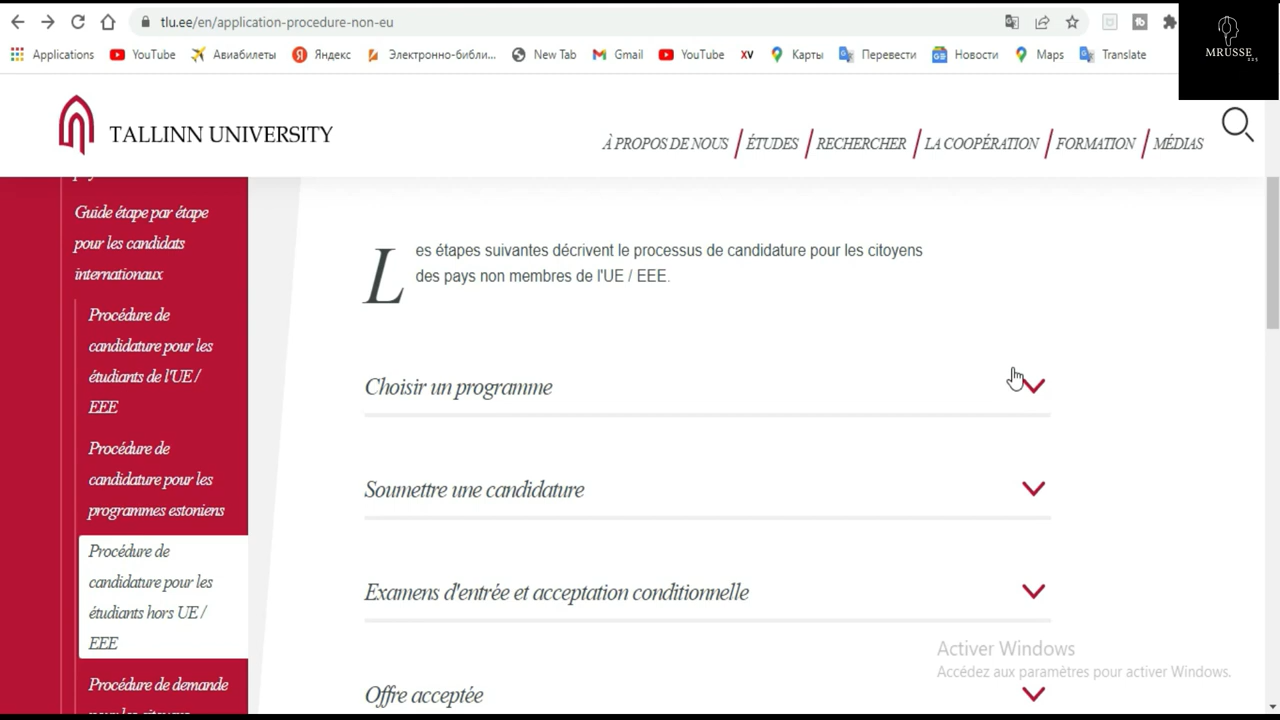 tlu.ee/en/application-procedure-non-eu
Applications YouTube Авиабилеты Яндекс Электронно-библи... New Tab Gmail YouTube XV Карты Перевести Новости Maps Translate
MRUSSE
225
TALLINN UNIVERSITY
À PROPOS DE NOUS ÉTUDES RECHERCHER LA COOPÉRATION FORMATION MÉDIAS
Guide étape par étape
pour les candidats
internationaux
Procédure de
candidature pour les
étudiants de l'UE /
EEE
Procédure de
candidature pour les
programmes estoniens
Procédure de
candidature pour les
étudiants hors UE /
EEE
Procédure de demande
Les étapes suivantes décrivent le processus de candidature pour les citoyens
des pays non membres de l'UE / EEE.
Choisir un programme
Soumettre une candidature
Examens d'entrée et acceptation conditionnelle
Offre acceptée
Activer Windows
Accédez aux paramètres pour activer Windows.